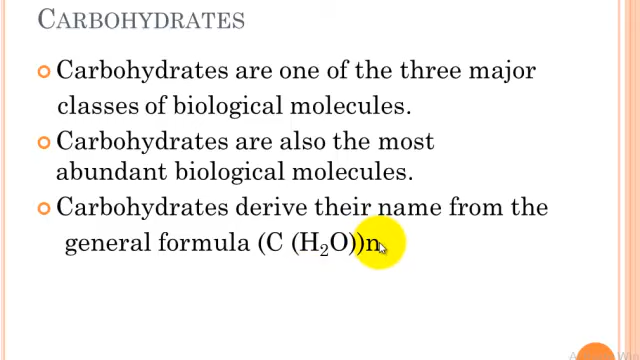 CARBOHYDRATES
Carbohydrates are one of the three major
classes of biological molecules.
Carbohydrates are also the most
abundant biological molecules.
Carbohydrates derive their name from the
general formula (C (H₂O))n